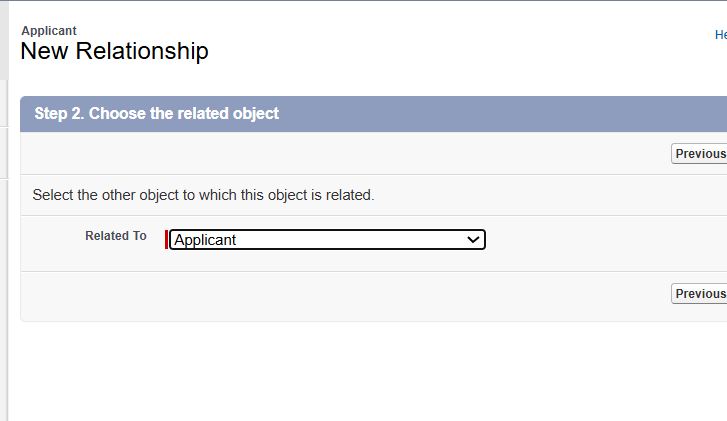 Applicant
New Relationship
He
Step 2. Choose the related object
Previous
Select the other object to which this object is related.
Related To
Applicant
Previous